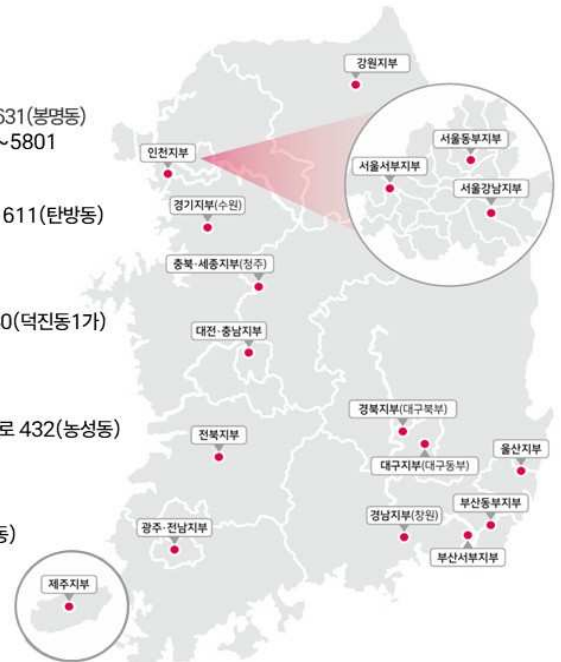 강원지부
631(봉명동)
~5801
서울동부지부
인천지부
서울서부지부
서울강남지부
경기지부(수원)
611(탄방동)
충북·세종지부(청주)
0(덕진동1가)
대전·충남지부
경북지부(대구북부)
로 432(농성동)
전북지부
울산지부
대구지부(대구동부)
부산동부지부
경남지부(창원)
광주·전남지부
동)
부산서부지부
제주지부